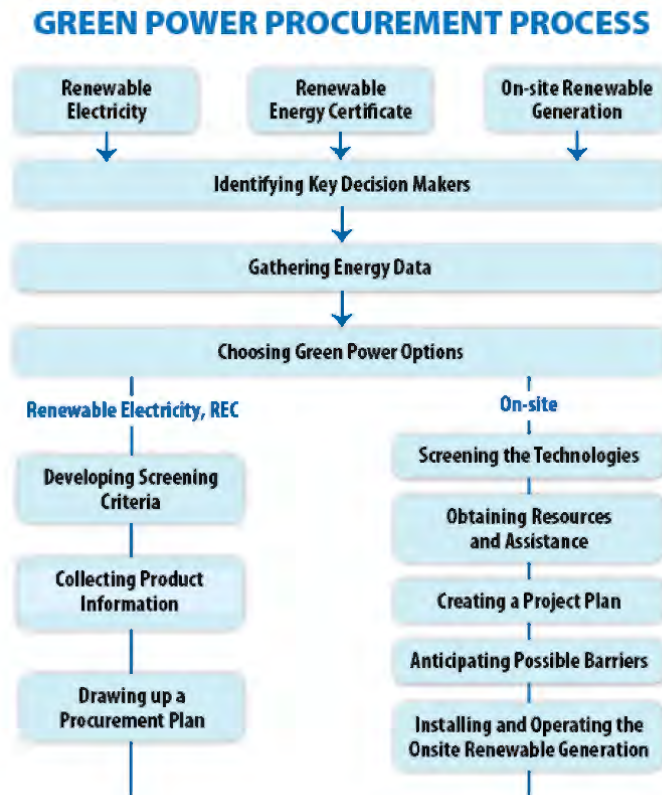 GREEN POWER PROCUREMENT PROCESS
Renewable
Electricity
Renewable
Energy Certificate
On-site Renewable
Generation
Identifying Key Decision Makers
Gathering Energy Data
Choosing Green Power Options
Renewable Electricity, REC
Developing Screening
Criteria
Collecting Product
Information
Drawing up a
Procurement Plan
On-site
Screening the Technologies
Obtaining Resources
and Assistance
Creating a Project Plan
Anticipating Possible Barriers
Installing and Operating the
Onsite Renewable Generation